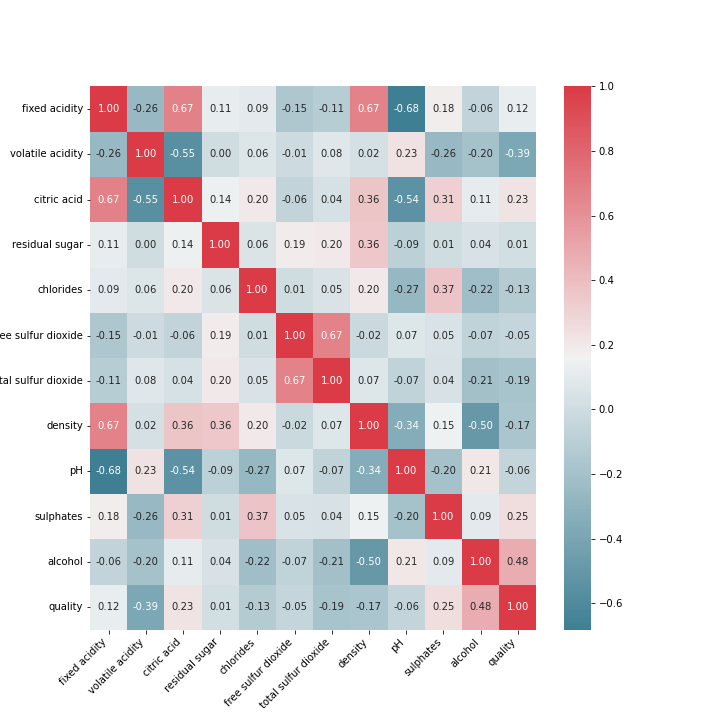 fixed acidity 1.00 -0.26 0.67 0.11 0.09 -0.15 -0.11 0.67 -0.68 0.18 -0.06 0.12
volatile acidity -0.26 1.00 -0.55 0.00 0.06 -0.01 0.08 0.02 0.23 -0.26 -0.20 -0.39
citric acid 0.67 -0.55 1.00 0.14 0.20 -0.06 0.04 0.36 -0.54 0.31 0.11 0.23
residual sugar 0.11 0.00 0.14 1.00 0.06 0.19 0.20 0.36 -0.09 0.01 0.04 0.01
chlorides 0.09 0.06 0.20 0.06 1.00 0.01 0.05 0.20 -0.27 0.37 -0.22 -0.13
ee sulfur dioxide -0.15 -0.01 -0.06 0.19 0.01 1.00 0.67 -0.02 0.07 0.05 -0.07 -0.05
tal sulfur dioxide -0.11 0.08 0.04 0.20 0.05 0.67 1.00 0.07 -0.07 0.04 -0.21 -0.19
density 0.67 0.02 0.36 0.36 0.20 -0.02 0.07 1.00 -0.34 0.15 -0.50 -0.17
pH -0.68 0.23 -0.54 -0.09 -0.27 0.07 -0.07 -0.34 1.00 -0.20 0.21 -0.06
sulphates 0.18 -0.26 0.31 0.01 0.37 0.05 0.04 0.15 -0.20 1.00 0.09 0.25
alcohol -0.06 -0.20 0.11 0.04 -0.22 -0.07 -0.21 -0.50 0.21 0.09 1.00 0.48
quality 0.12 -0.39 0.23 0.01 -0.13 -0.05 -0.19 -0.17 -0.06 0.25 0.48 1.00
fixed acidity
volatile acidity
citric acid
residual sugar
chlorides
free sulfur dioxide
total sulfur dioxide
density
pH
sulphates
alcohol
quality
1.0
0.8
0.6
0.4
0.2
0.0
−0.2
−0.4
−0.6